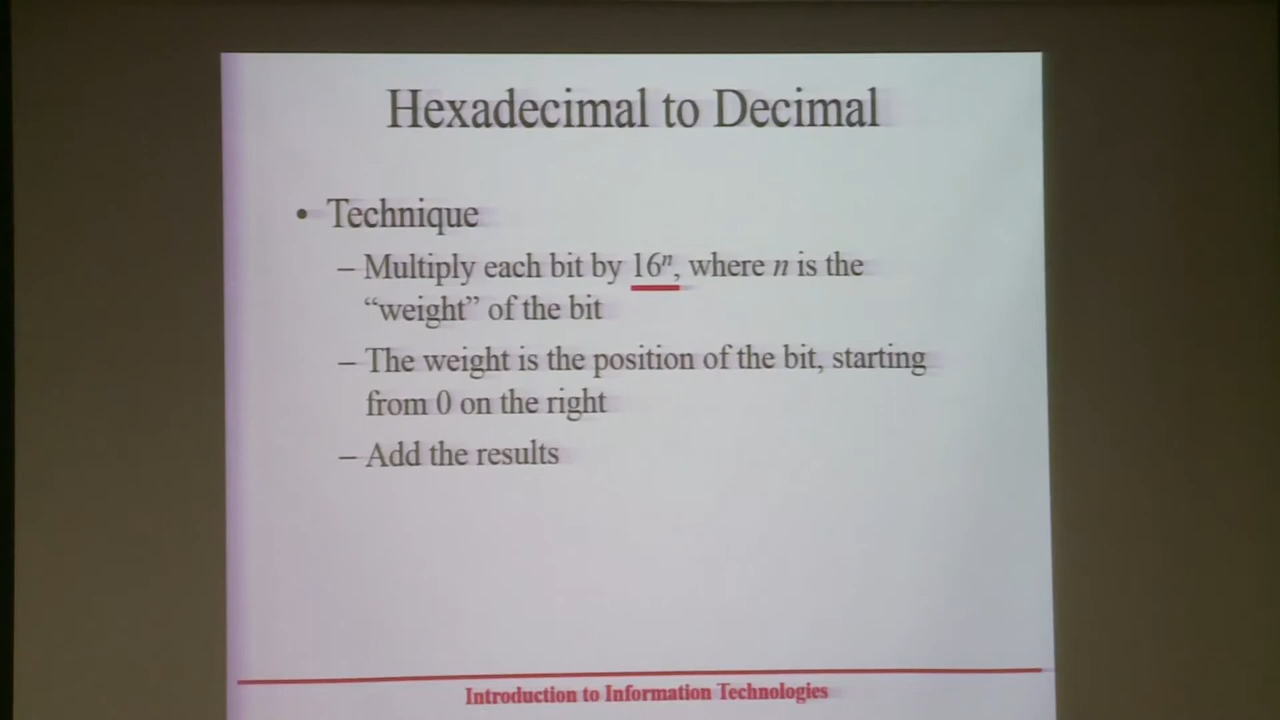 Hexadecimal to Decimal
• Technique
– Multiply each bit by 16ⁿ, where n is the
“weight” of the bit
– The weight is the position of the bit, starting
from 0 on the right
– Add the results
Introduction to Information Technologies